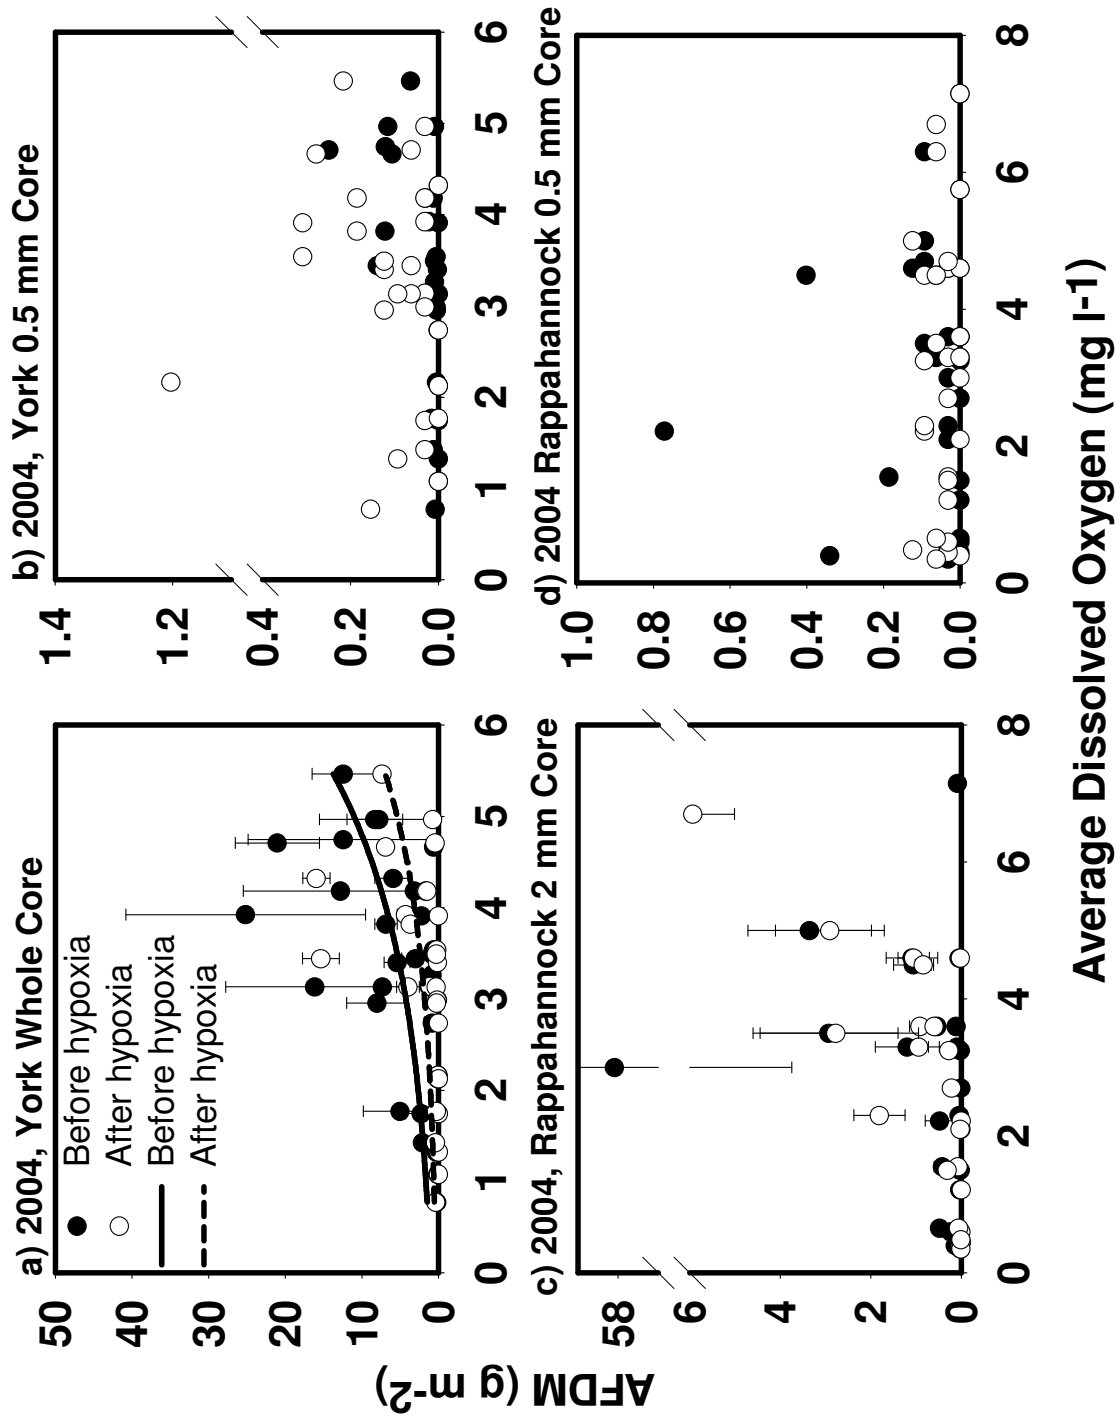 a) 2004, York Whole Core
Before hypoxia
After hypoxia
Before hypoxia
After hypoxia
50
40
30
20
10
0
0 1 2 3 4 5 6
b) 2004, York 0.5 mm Core
1.4
1.2
0.4
0.2
0.0
0 1 2 3 4 5 6
c) 2004, Rappahannock 2 mm Core
58
6
4
2
0
0 2 4 6 8
d) 2004 Rappahannock 0.5 mm Core
1.0
0.8
0.6
0.4
0.2
0.0
0 2 4 6 8
AFDM (g m-2)
Average Dissolved Oxygen (mg l-1)